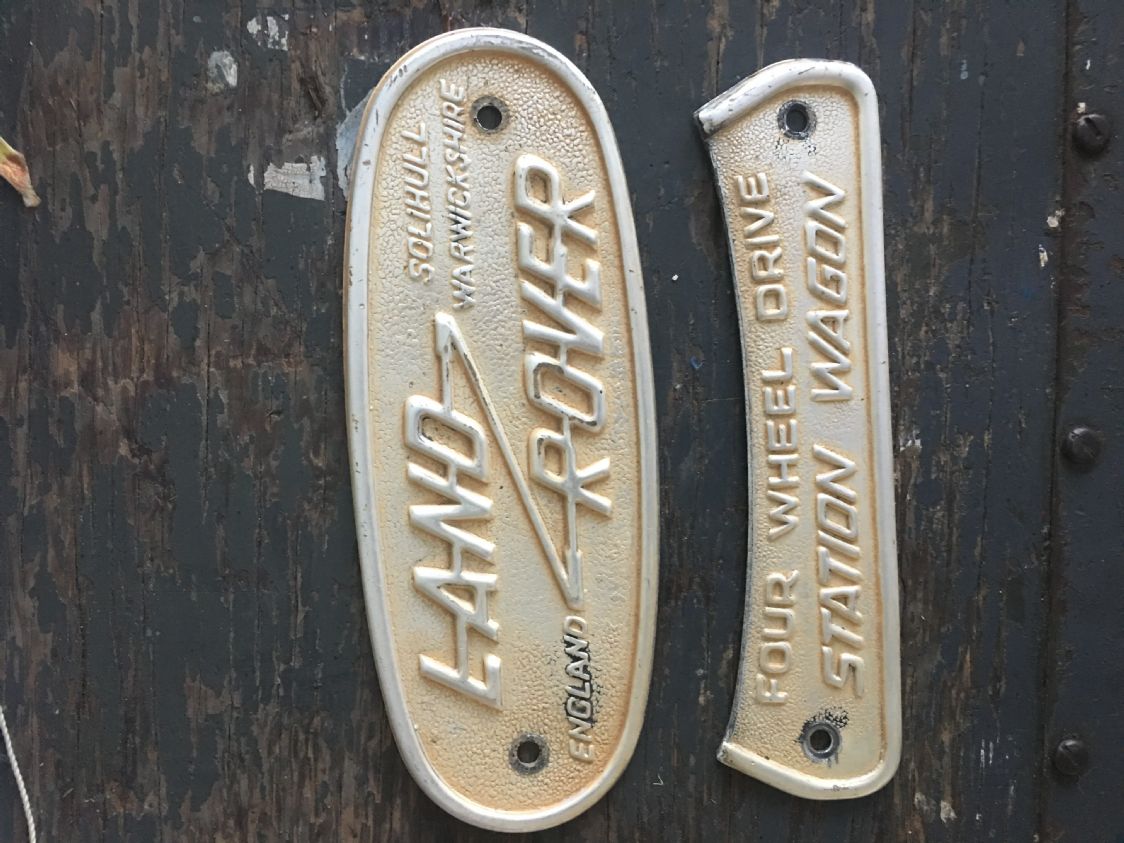 SOLIHULL
WARWICKSHIRE
LAND
ROVER
ENGLAND
FOUR WHEEL DRIVE
STATION WAGON